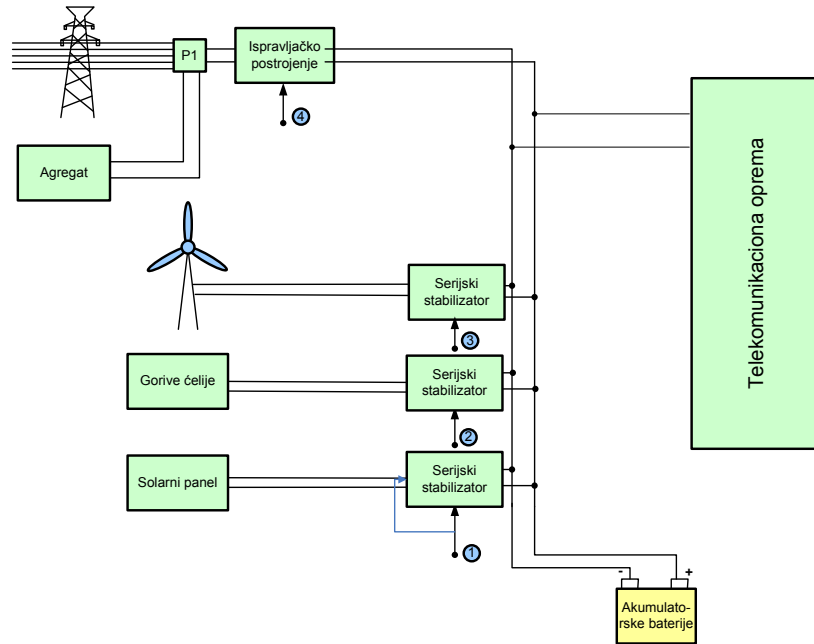 P1
Ispravljačko
postrojenje
4
Agregat
Telekomunikaciona oprema
Serijski
stabilizator
3
Gorive ćelije
Serijski
stabilizator
2
Solarni panel
Serijski
stabilizator
1
- +
Akumulato-
rske baterije